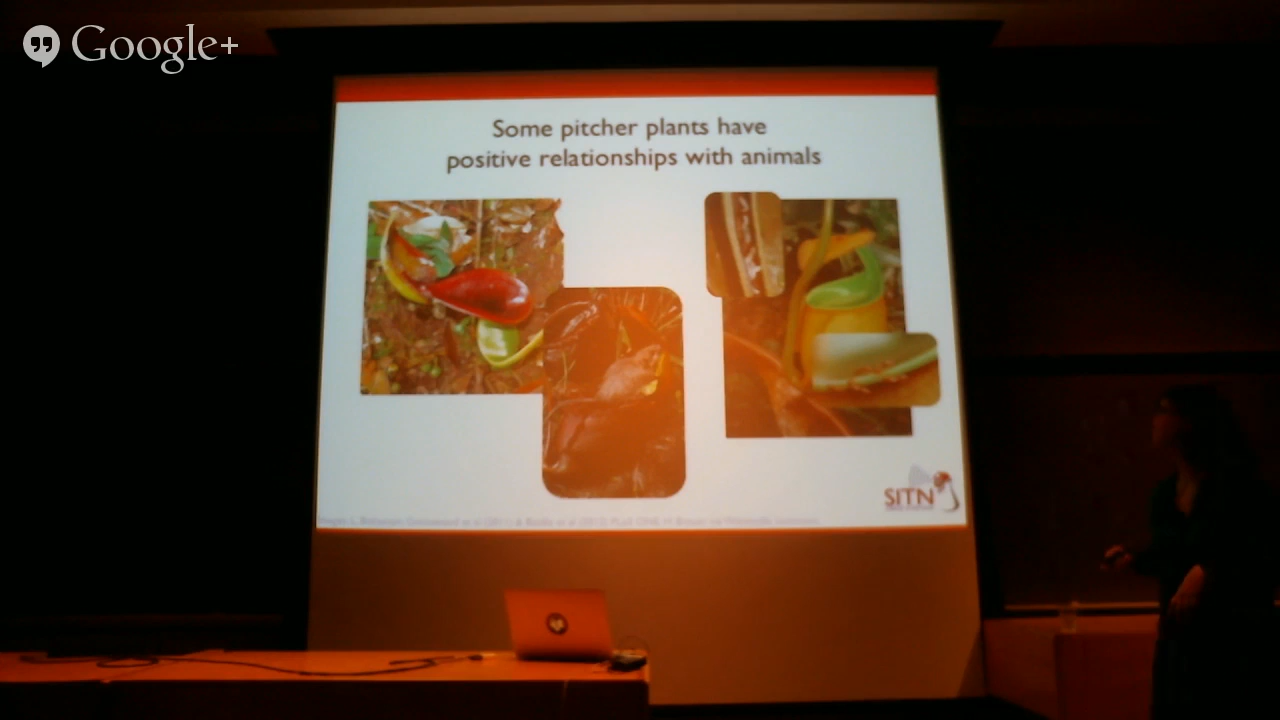 Google+
Some pitcher plants have
positive relationships with animals
SITN